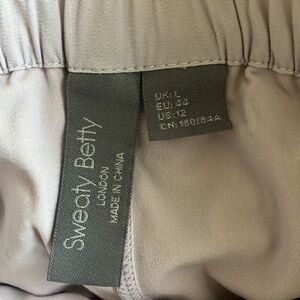 Sweaty Betty
LONDON
MADE IN CHINA
UK: L
EU: 44
US: 12
CN: 180/84A